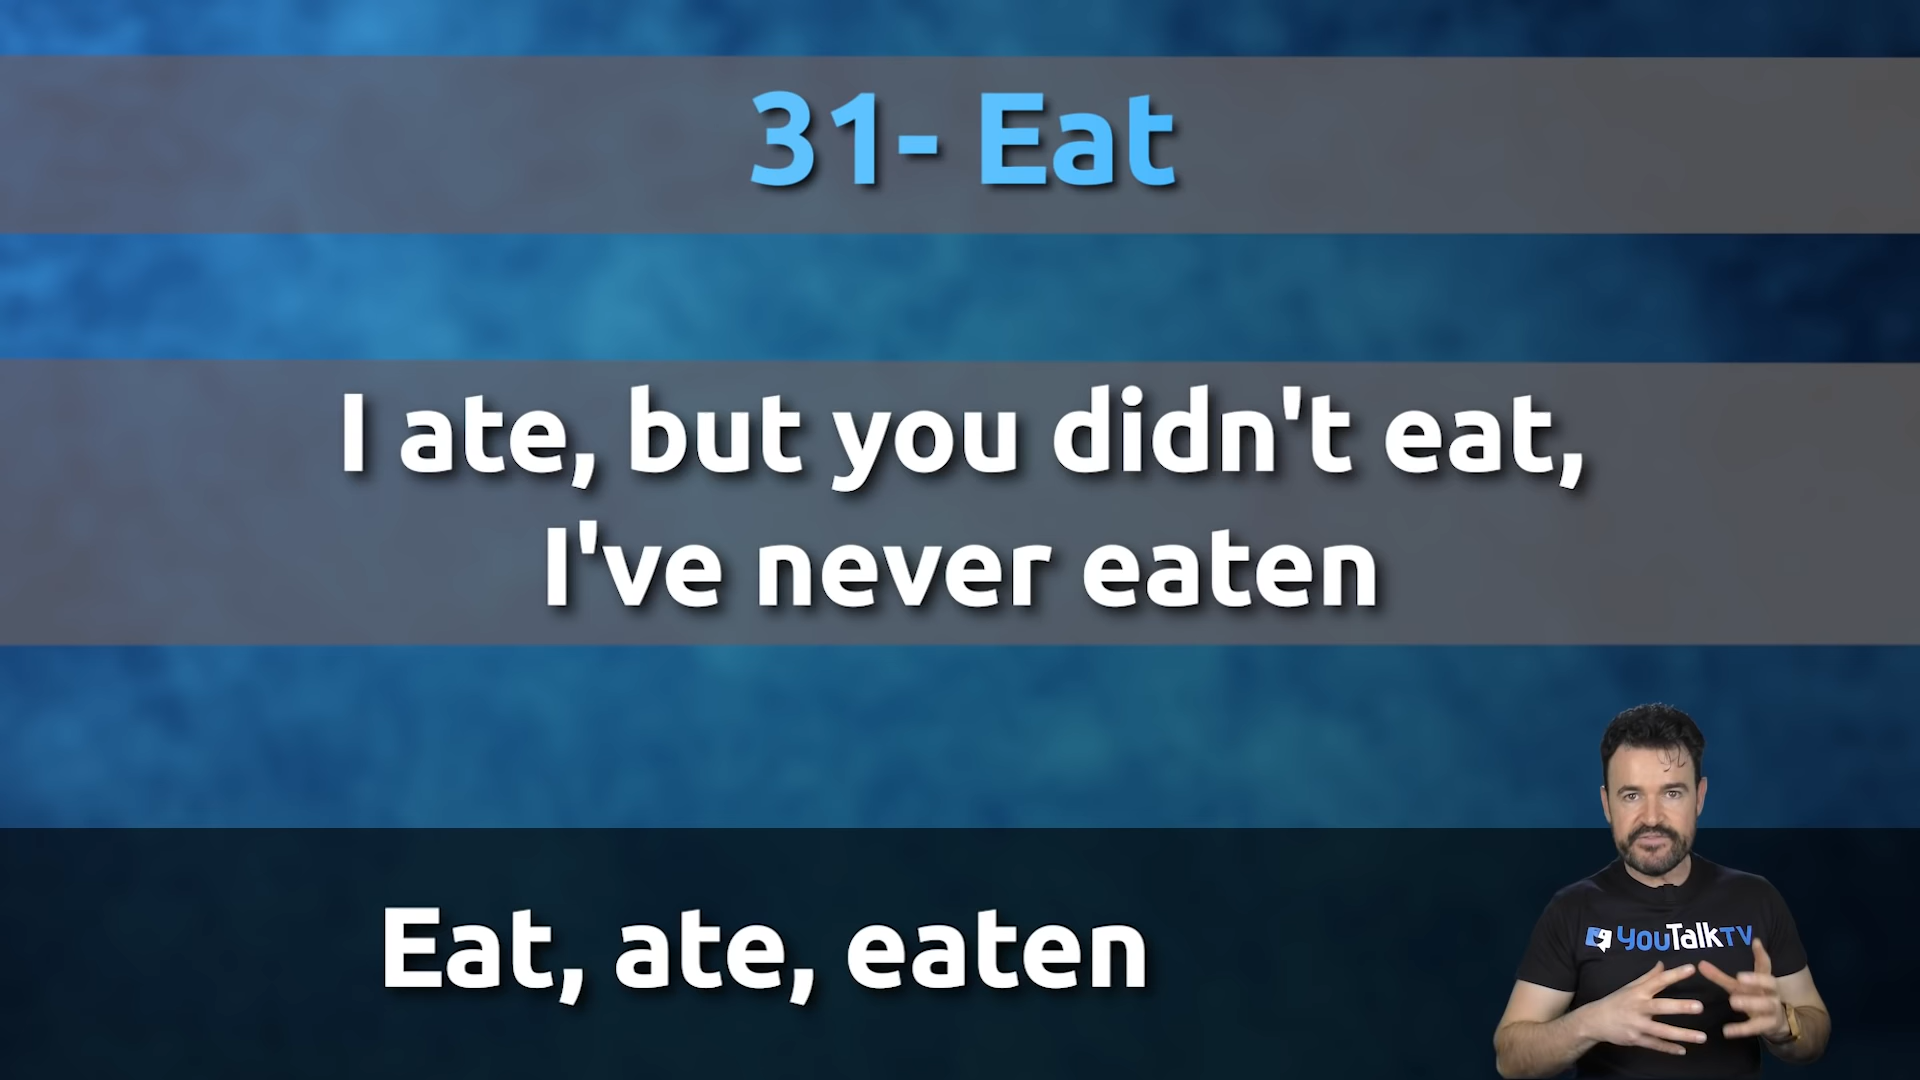 31- Eat
I ate, but you didn't eat,
I've never eaten
Eat, ate, eaten
youTalkTV